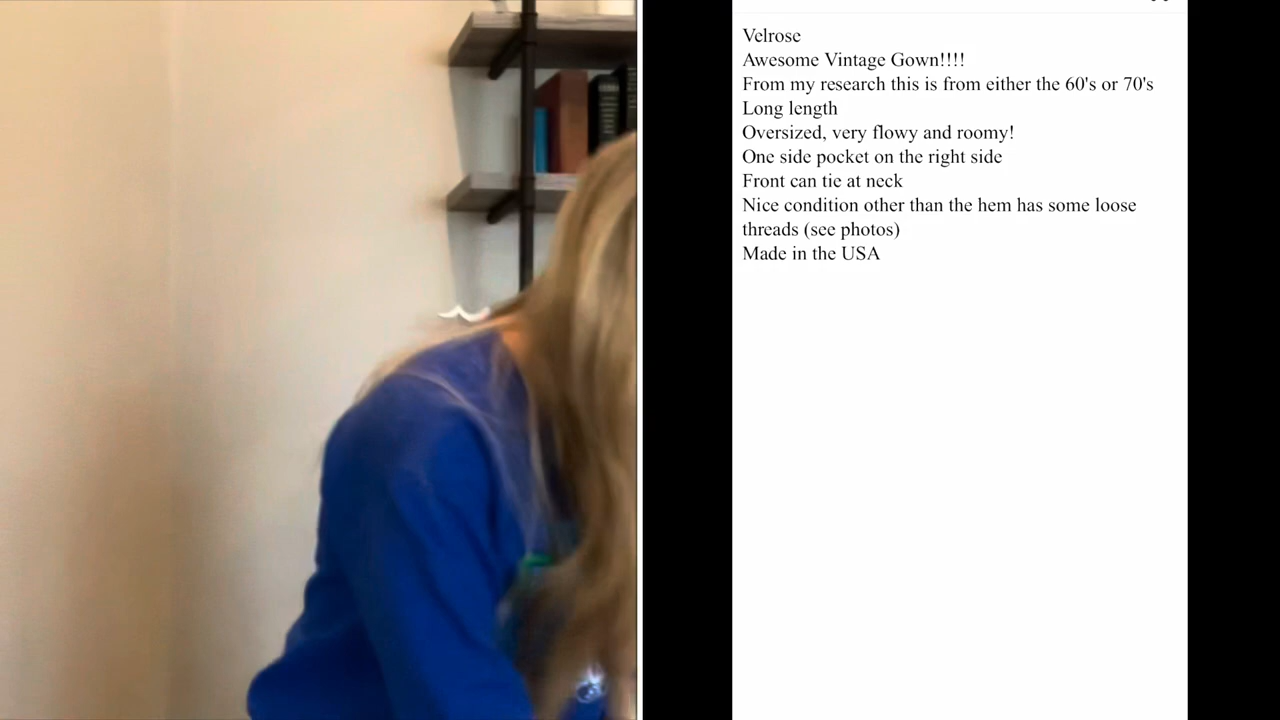 Velrose
Awesome Vintage Gown!!!!
From my research this is from either the 60's or 70's
Long length
Oversized, very flowy and roomy!
One side pocket on the right side
Front can tie at neck
Nice condition other than the hem has some loose
threads (see photos)
Made in the USA